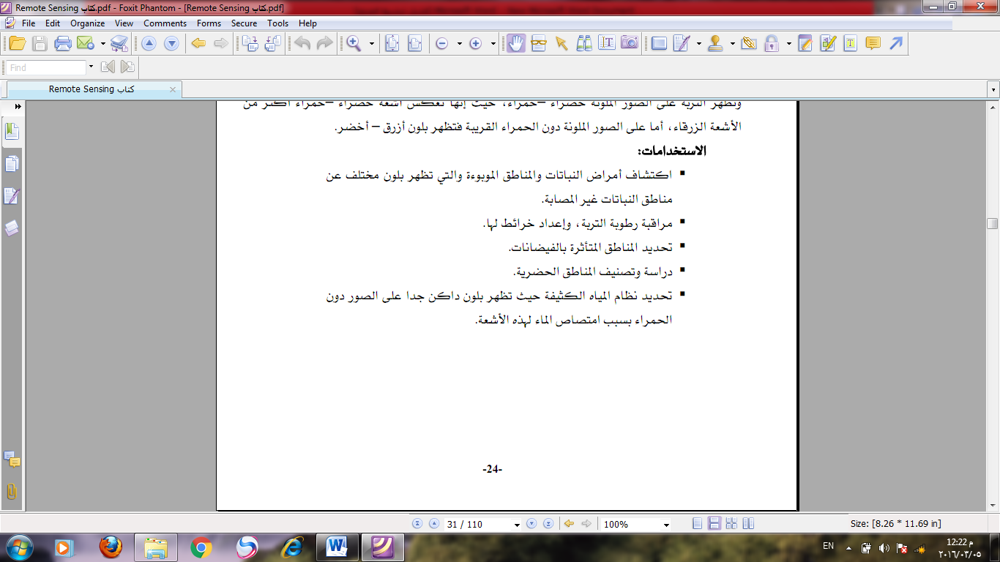 Remote Sensing كتاب.pdf - Foxit Phantom - [Remote Sensing كتاب.pdf]
File Edit Organize View Comments Forms Secure Tools Help
Find
Remote Sensing كتاب
وتظهر التربة على الصور الملونة خضراء –حمراء، حيث إنها تعكس أشعة خضراء –حمراء أكثر من
الأشعة الزرقاء، أما على الصور الملونة دون الحمراء القريبة فتظهر بلون أزرق – أخضر.
الاستخدامات:
▪ اكتشاف أمراض النباتات والمناطق الموبوءة والتي تظهر بلون مختلف عن
مناطق النباتات غير المصابة.
▪ مراقبة رطوبة التربة، وإعداد خرائط لها.
▪ تحديد المناطق المتأثرة بالفيضانات.
▪ دراسة وتصنيف المناطق الحضرية.
▪ تحديد نظام المياه الكثيفة حيث تظهر بلون داكن جدا على الصور دون
الحمراء بسبب امتصاص الماء لهذه الأشعة.
-24-
31 / 110 100% Size: [8.26 * 11.69 in]
EN م 12:22
٢٠١٦/٠٣/٠٥